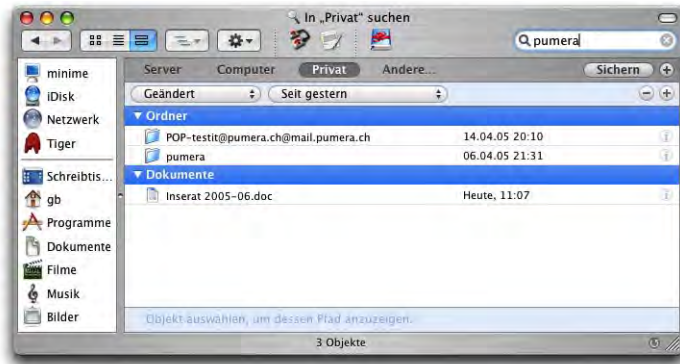 In „Privat" suchen
pumera
minime
iDisk
Netzwerk
Tiger
Schreibtis...
gb
Programme
Dokumente
Filme
Musik
Bilder
Server Computer Privat Andere... Sichern
Geändert Seit gestern
Ordner
POP-testit@pumera.ch@mail.pumera.ch 14.04.05 20:10
pumera 06.04.05 21:31
Dokumente
Inserat 2005-06.doc Heute, 11:07
Objekt auswählen, um dessen Pfad anzuzeigen.
3 Objekte